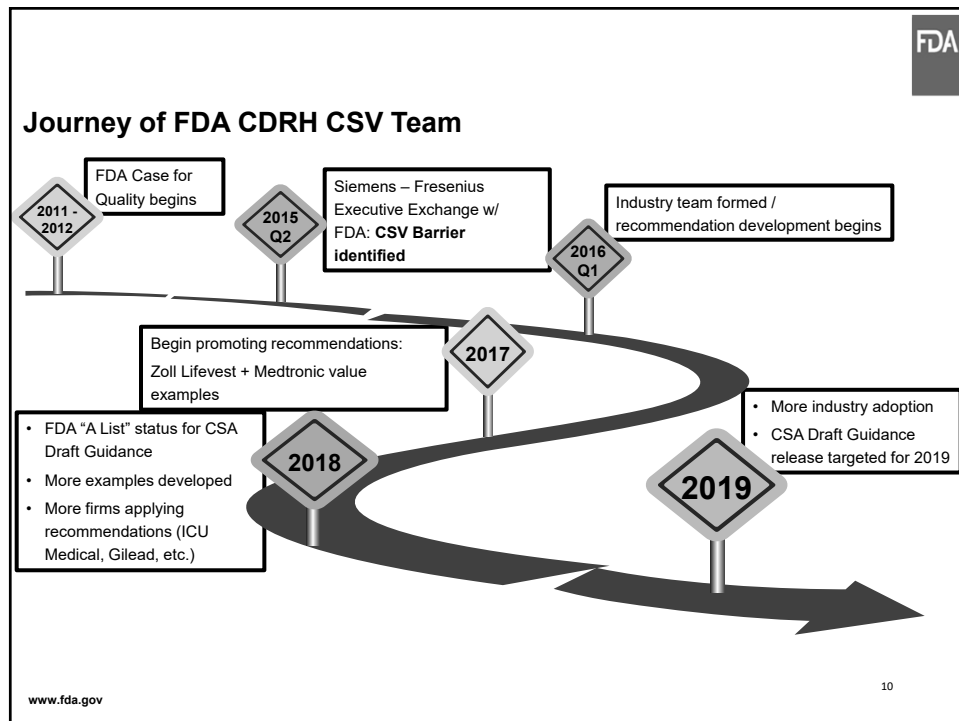 FDA
Journey of FDA CDRH CSV Team
2011 -
2012
FDA Case for
Quality begins
2015
Q2
Siemens – Fresenius
Executive Exchange w/
FDA: CSV Barrier
identified
2016
Q1
Industry team formed /
recommendation development begins
Begin promoting recommendations:
Zoll Lifevest + Medtronic value
examples
2017
• FDA “A List” status for CSA
Draft Guidance
• More examples developed
• More firms applying
recommendations (ICU
Medical, Gilead, etc.)
2018
2019
• More industry adoption
• CSA Draft Guidance
release targeted for 2019
www.fda.gov
10